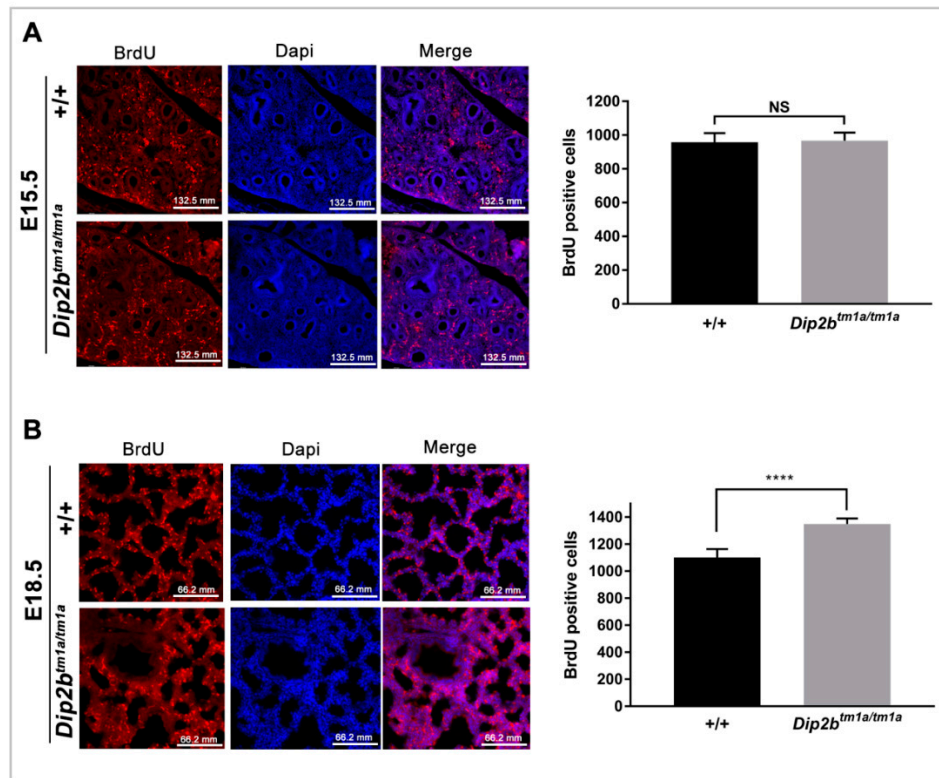 A
BrdU Dapi Merge
E15.5
+/+
Dip2b^tm1a/tm1a
132.5 mm 132.5 mm 132.5 mm
132.5 mm 132.5 mm 132.5 mm
BrdU positive cells
1200
1000
800
600
400
200
0
NS
+/+ Dip2b^tm1a/tm1a
B
BrdU Dapi Merge
E18.5
+/+
Dip2b^tm1a/tm1a
66.2 mm 66.2 mm 66.2 mm
66.2 mm 66.2 mm 66.2 mm
BrdU positive cells
1400
1200
1000
800
600
400
200
0
****
+/+ Dip2b^tm1a/tm1a